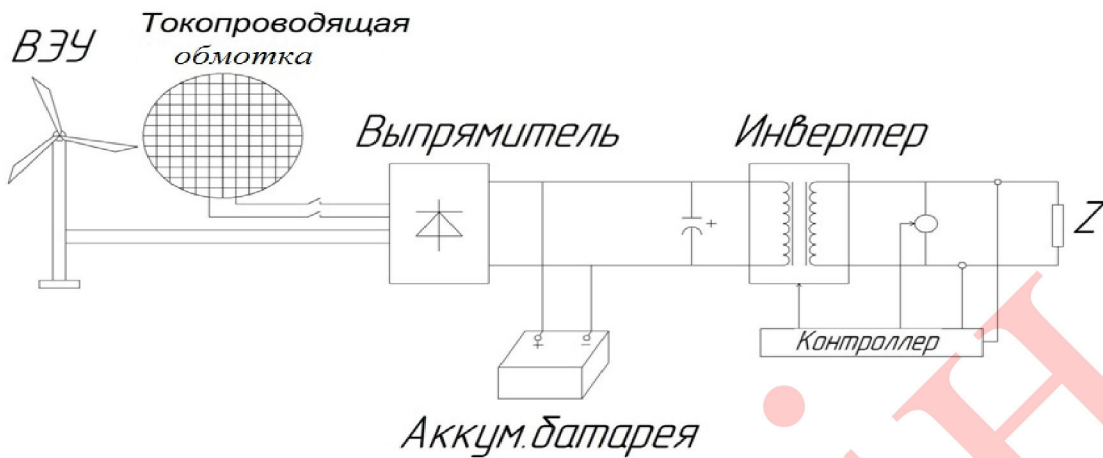 ВЭУ
Токопроводящая
обмотка
Выпрямитель
Инвертер
Z
+
+ −
Контроллер
Аккум. батарея